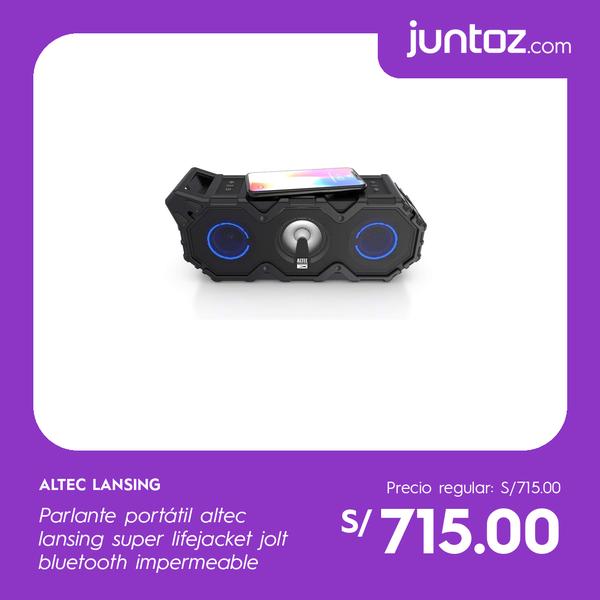 juntoz.com
ALTEC
ALTEC LANSING
Parlante portátil altec
lansing super lifejacket jolt
bluetooth impermeable
Precio regular: S/715.00
S/715.00